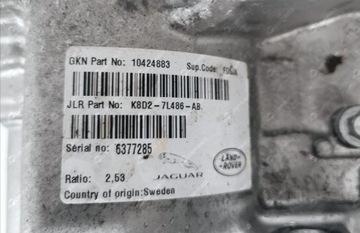 GKN Part No: 10424883 Sup.Code:
JLR Part No: K8D2-7L486-AB
Serial no: 6377285
LAND-
ROVER
Ratio: 2,53 JAGUAR
Country of origin:Sweden